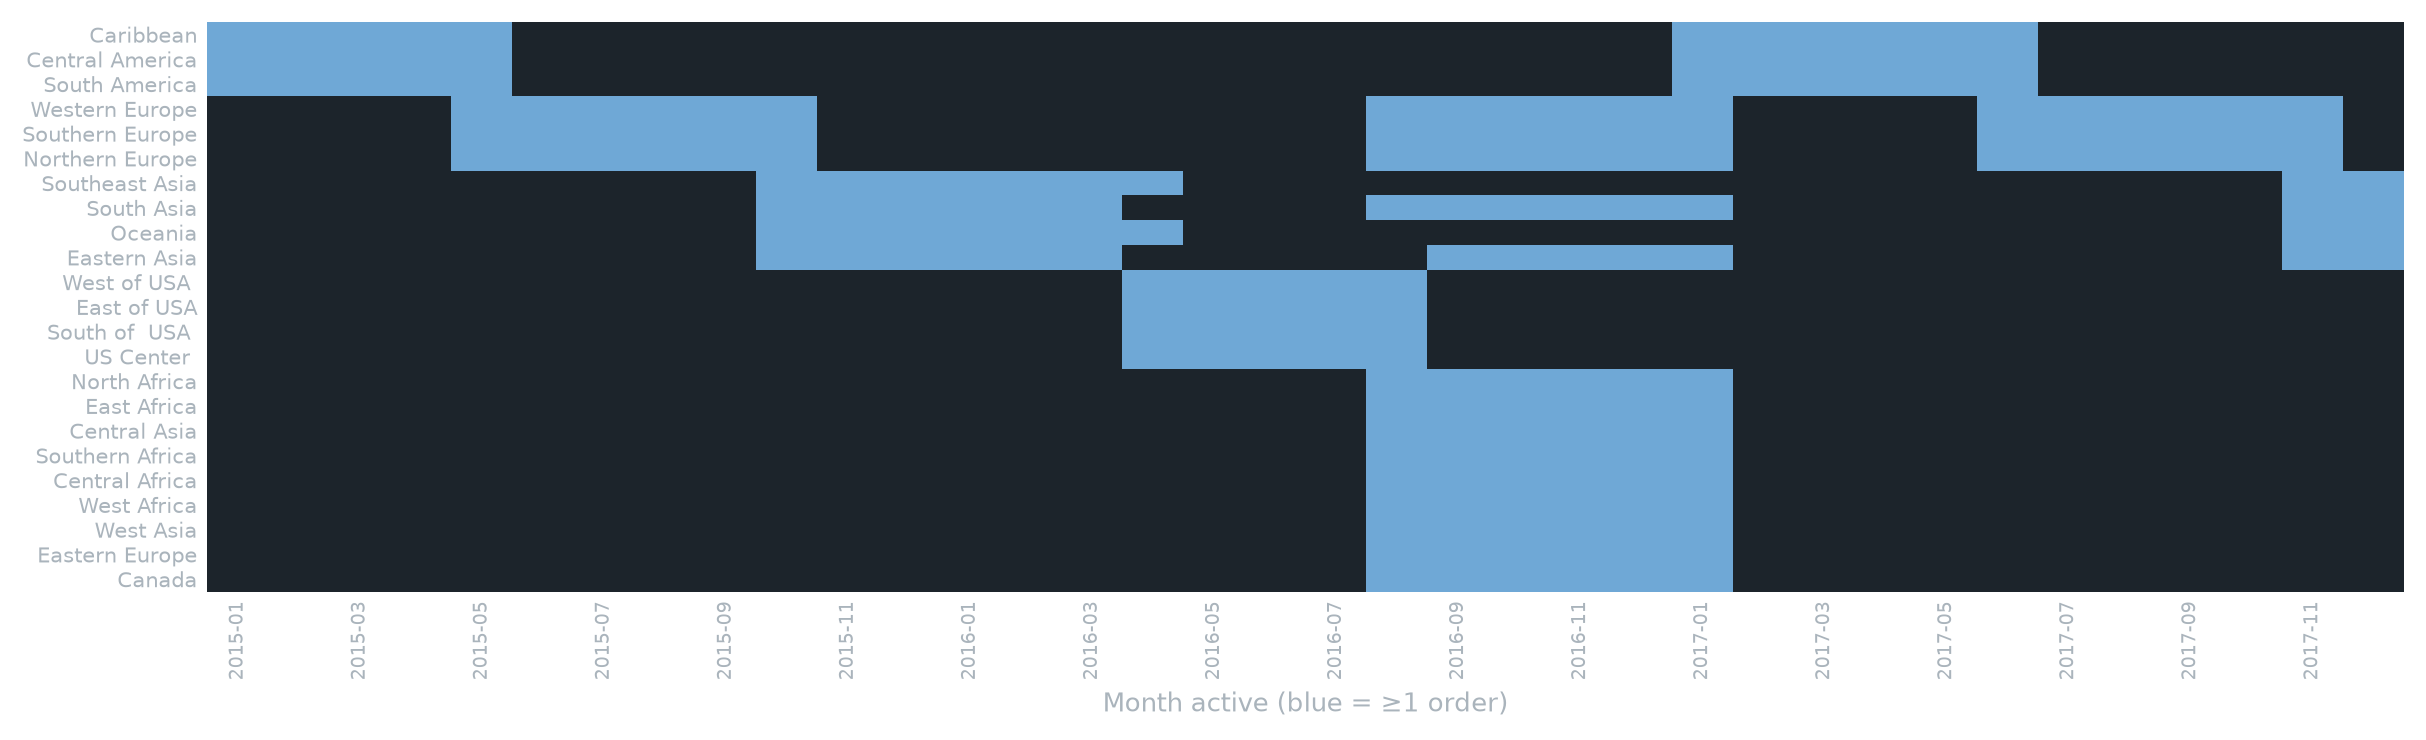 Caribbean
Central America
South America
Western Europe
Southern Europe
Northern Europe
Southeast Asia
South Asia
Oceania
Eastern Asia
West of USA
East of USA
South of  USA
US Center
North Africa
East Africa
Central Asia
Southern Africa
Central Africa
West Africa
West Asia
Eastern Europe
Canada
2015-01 2015-03 2015-05 2015-07 2015-09 2015-11 2016-01 2016-03 2016-05 2016-07 2016-09 2016-11 2017-01 2017-03 2017-05 2017-07 2017-09 2017-11
Month active (blue = ≥1 order)